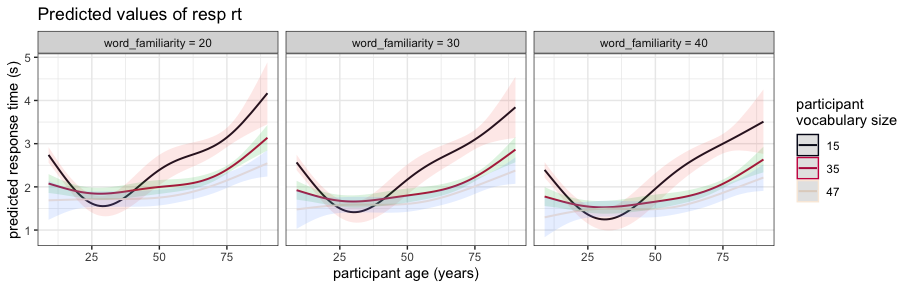 Predicted values of resp rt
word_familiarity = 20
word_familiarity = 30
word_familiarity = 40
predicted response time (s)
5
4
3
2
1
25
50
75
25
50
75
25
50
75
participant age (years)
participant
vocabulary size
15
35
47